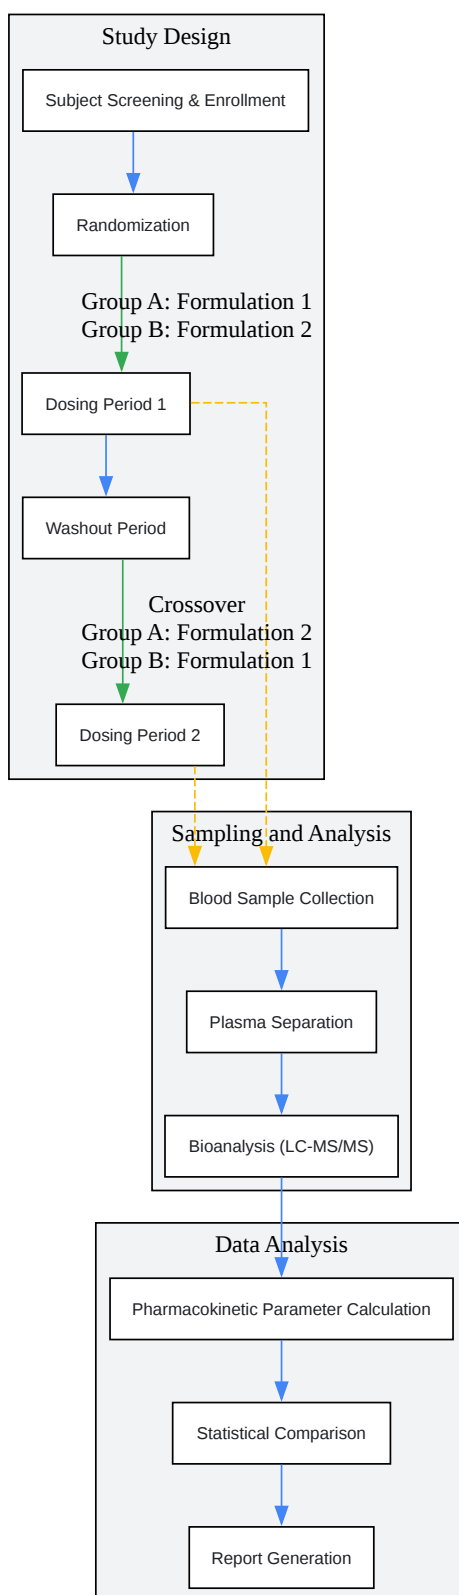 Study Design
Subject Screening & Enrollment
Randomization
Group A: Formulation 1
Group B: Formulation 2
Dosing Period 1
Washout Period
Crossover
Group A: Formulation 2
Group B: Formulation 1
Dosing Period 2
Sampling and Analysis
Blood Sample Collection
Plasma Separation
Bioanalysis (LC-MS/MS)
Data Analysis
Pharmacokinetic Parameter Calculation
Statistical Comparison
Report Generation